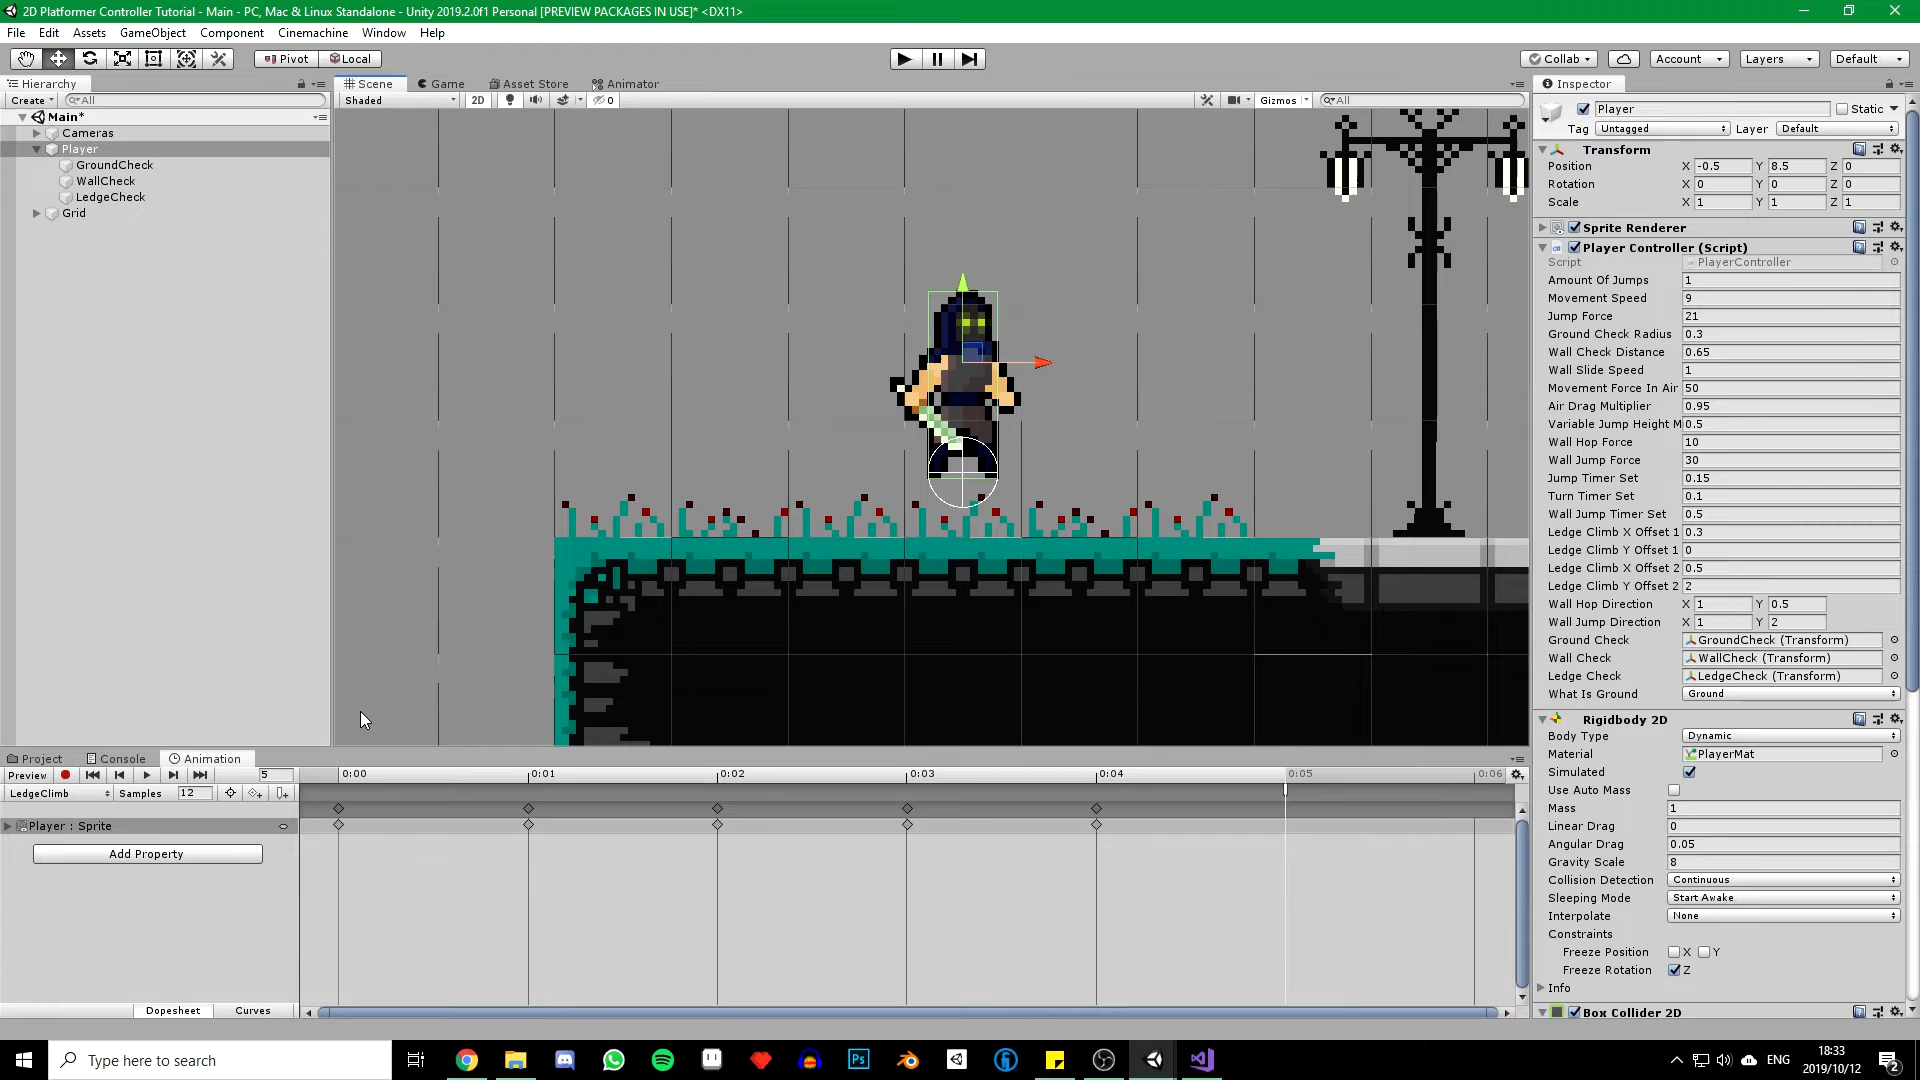 2D Platformer Controller Tutorial - Main - PC, Mac & Linux Standalone - Unity 2019.2.0f1 Personal [PREVIEW PACKAGES IN USE]* <DX11>
File Edit Assets GameObject Component Cinemachine Window Help
Pivot Local Collab Account Layers Default
Hierarchy Scene Game Asset Store Animator Inspector
Create All Shaded 2D 0 Gizmos All
Main*
Cameras
Player
GroundCheck
WallCheck
LedgeCheck
Grid
Player Static
Tag Untagged Layer Default
Transform
Position X -0.5 Y 8.5 Z 0
Rotation X 0 Y 0 Z 0
Scale X 1 Y 1 Z 1
Sprite Renderer
Player Controller (Script)
Script PlayerController
Amount Of Jumps 1
Movement Speed 9
Jump Force 21
Ground Check Radius 0.3
Wall Check Distance 0.65
Wall Slide Speed 1
Movement Force In Air 50
Air Drag Multiplier 0.95
Variable Jump Height M 0.5
Wall Hop Force 10
Wall Jump Force 30
Jump Timer Set 0.15
Turn Timer Set 0.1
Wall Jump Timer Set 0.5
Ledge Climb X Offset 1 0.3
Ledge Climb Y Offset 1 0
Ledge Climb X Offset 2 0.5
Ledge Climb Y Offset 2 2
Wall Hop Direction X 1 Y 0.5
Wall Jump Direction X 1 Y 2
Ground Check GroundCheck (Transform)
Wall Check WallCheck (Transform)
Ledge Check LedgeCheck (Transform)
What Is Ground Ground
Rigidbody 2D
Body Type Dynamic
Material PlayerMat
Simulated
Use Auto Mass
Mass 1
Linear Drag 0
Angular Drag 0.05
Gravity Scale 8
Collision Detection Continuous
Sleeping Mode Start Awake
Interpolate None
Constraints
Freeze Position X Y
Freeze Rotation Z
Info
Box Collider 2D
Project Console Animation
Preview 5 0:00 0:01 0:02 0:03 0:04 0:05 0:06
LedgeClimb Samples 12
Player : Sprite
Add Property
Dopesheet Curves
Type here to search
Ps
ENG
18:33
2019/10/12
2